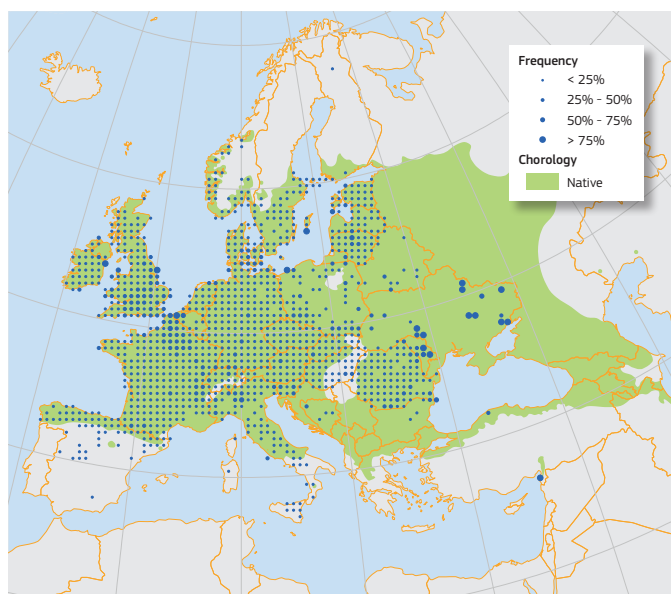 Frequency
< 25%
25% - 50%
50% - 75%
> 75%
Chorology
Native